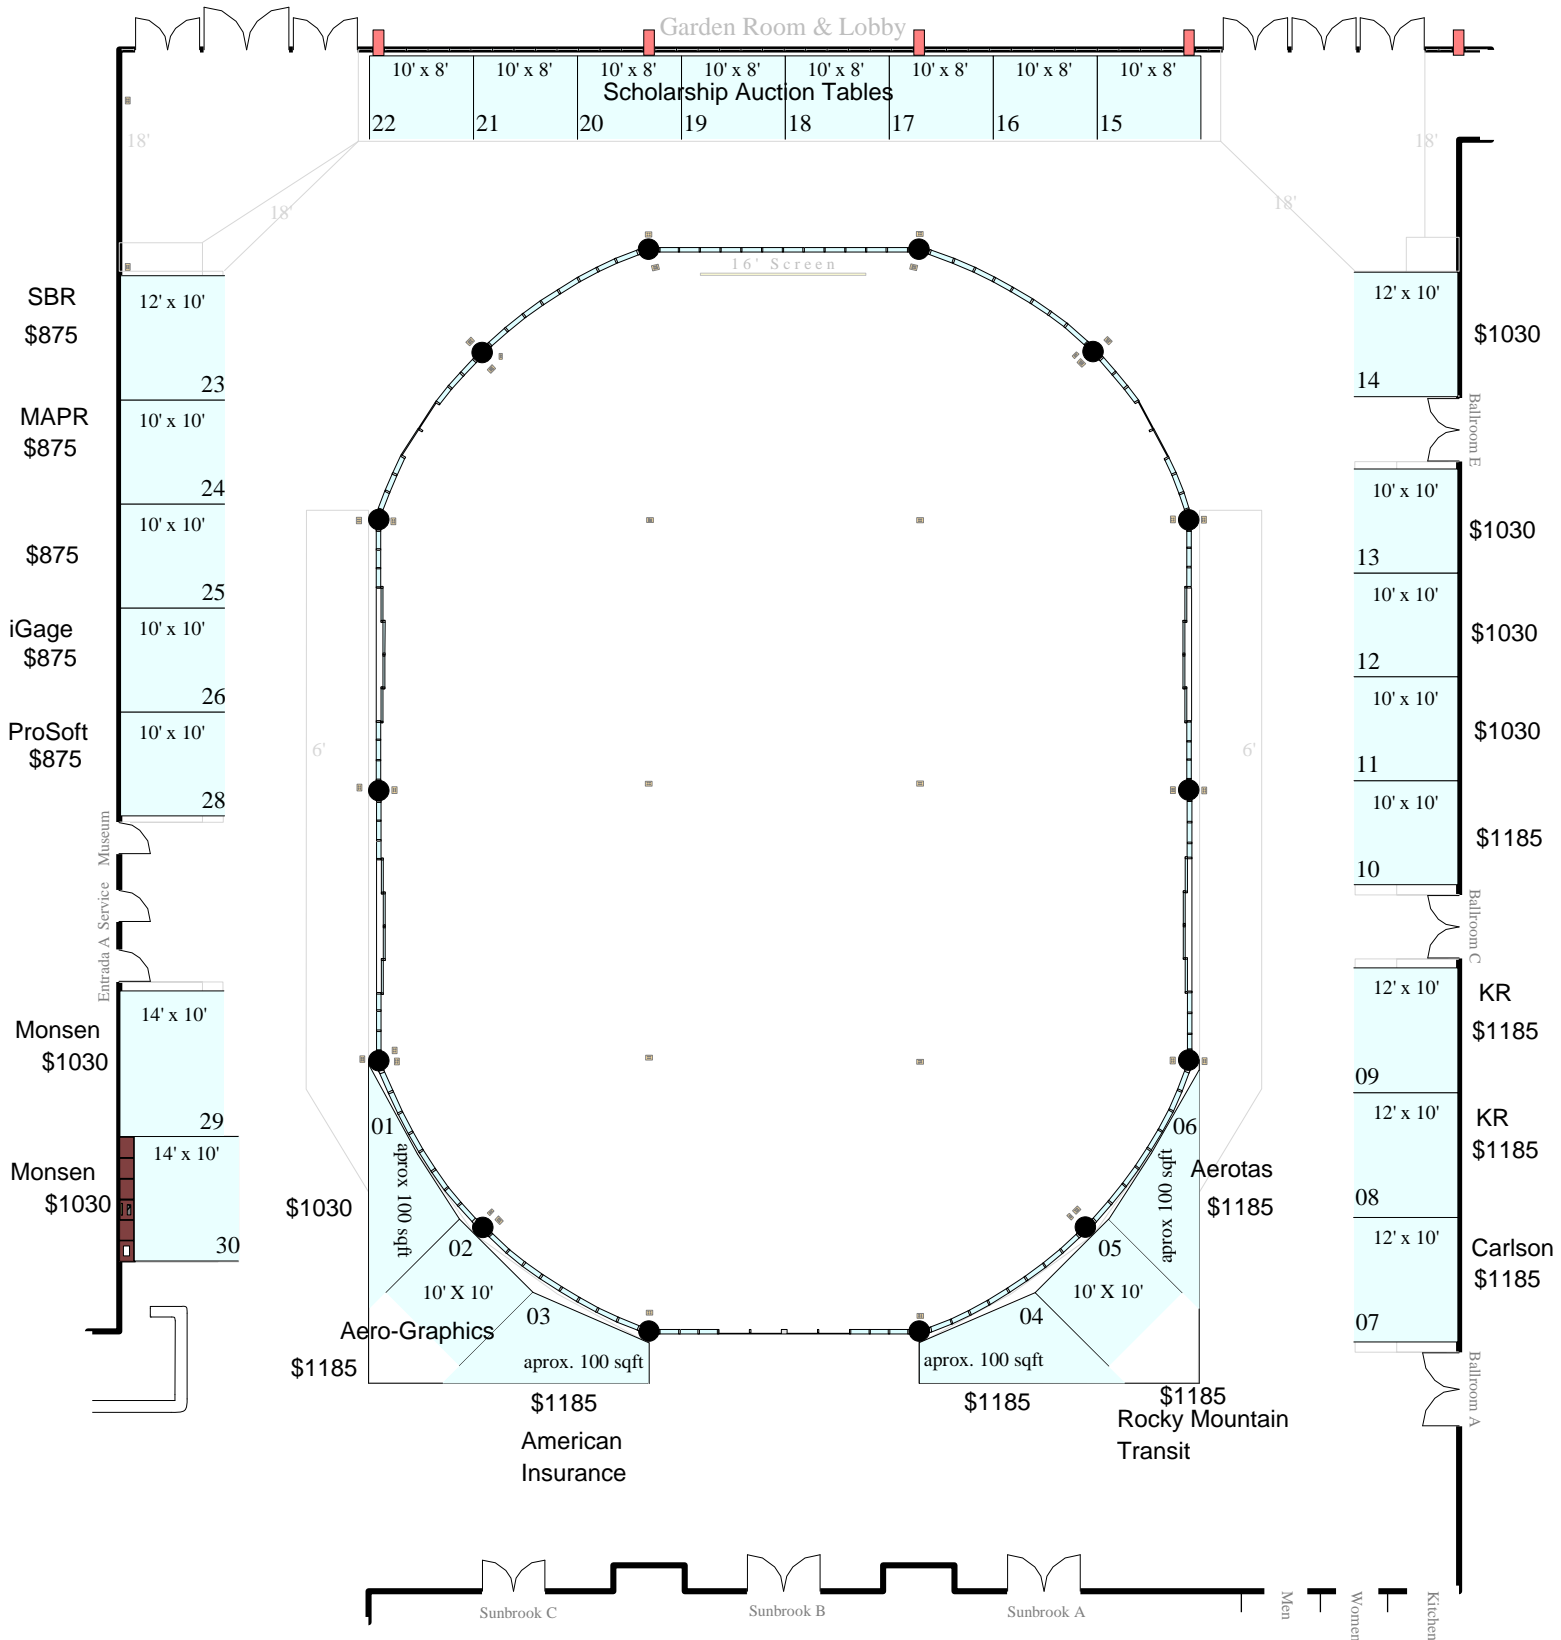 Garden Room & Lobby
10' x 8' 10' x 8' 10' x 8' 10' x 8' 10' x 8' 10' x 8' 10' x 8' 10' x 8'
Scholarship Auction Tables
22 21 20 19 18 17 16 15
18' 18'
18' 18'
16' Screen
SBR
$875
12' x 10'
23
MAPR
$875
10' x 10'
24
$875
10' x 10'
25
iGage
$875
10' x 10'
26
ProSoft
$875
10' x 10'
28
Museum
Service
Entrada A
Monsen
$1030
14' x 10'
29
Monsen
$1030
14' x 10'
30
6'
6'
12' x 10'
14
$1030
Ballroom E
10' x 10'
13
$1030
10' x 10'
12
$1030
10' x 10'
11
$1030
10' x 10'
10
$1185
Ballroom C
12' x 10'
09
KR
$1185
12' x 10'
08
KR
$1185
12' x 10'
07
Carlson
$1185
Ballroom A
01
aprox 100 sqft
$1030
02
10' X 10'
Aero-Graphics
$1185
03
aprox. 100 sqft
$1185
American
Insurance
04
aprox. 100 sqft
$1185
05
10' X 10'
$1185
Rocky Mountain
Transit
06
aprox 100 sqft
Aerotas
$1185
Sunbrook C
Sunbrook B
Sunbrook A
Men
Women
Kitchen